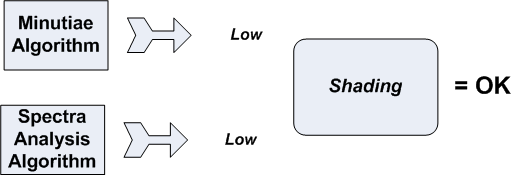 Minutiae
Algorithm
Low
Shading
= OK
Spectra
Analysis
Algorithm
Low